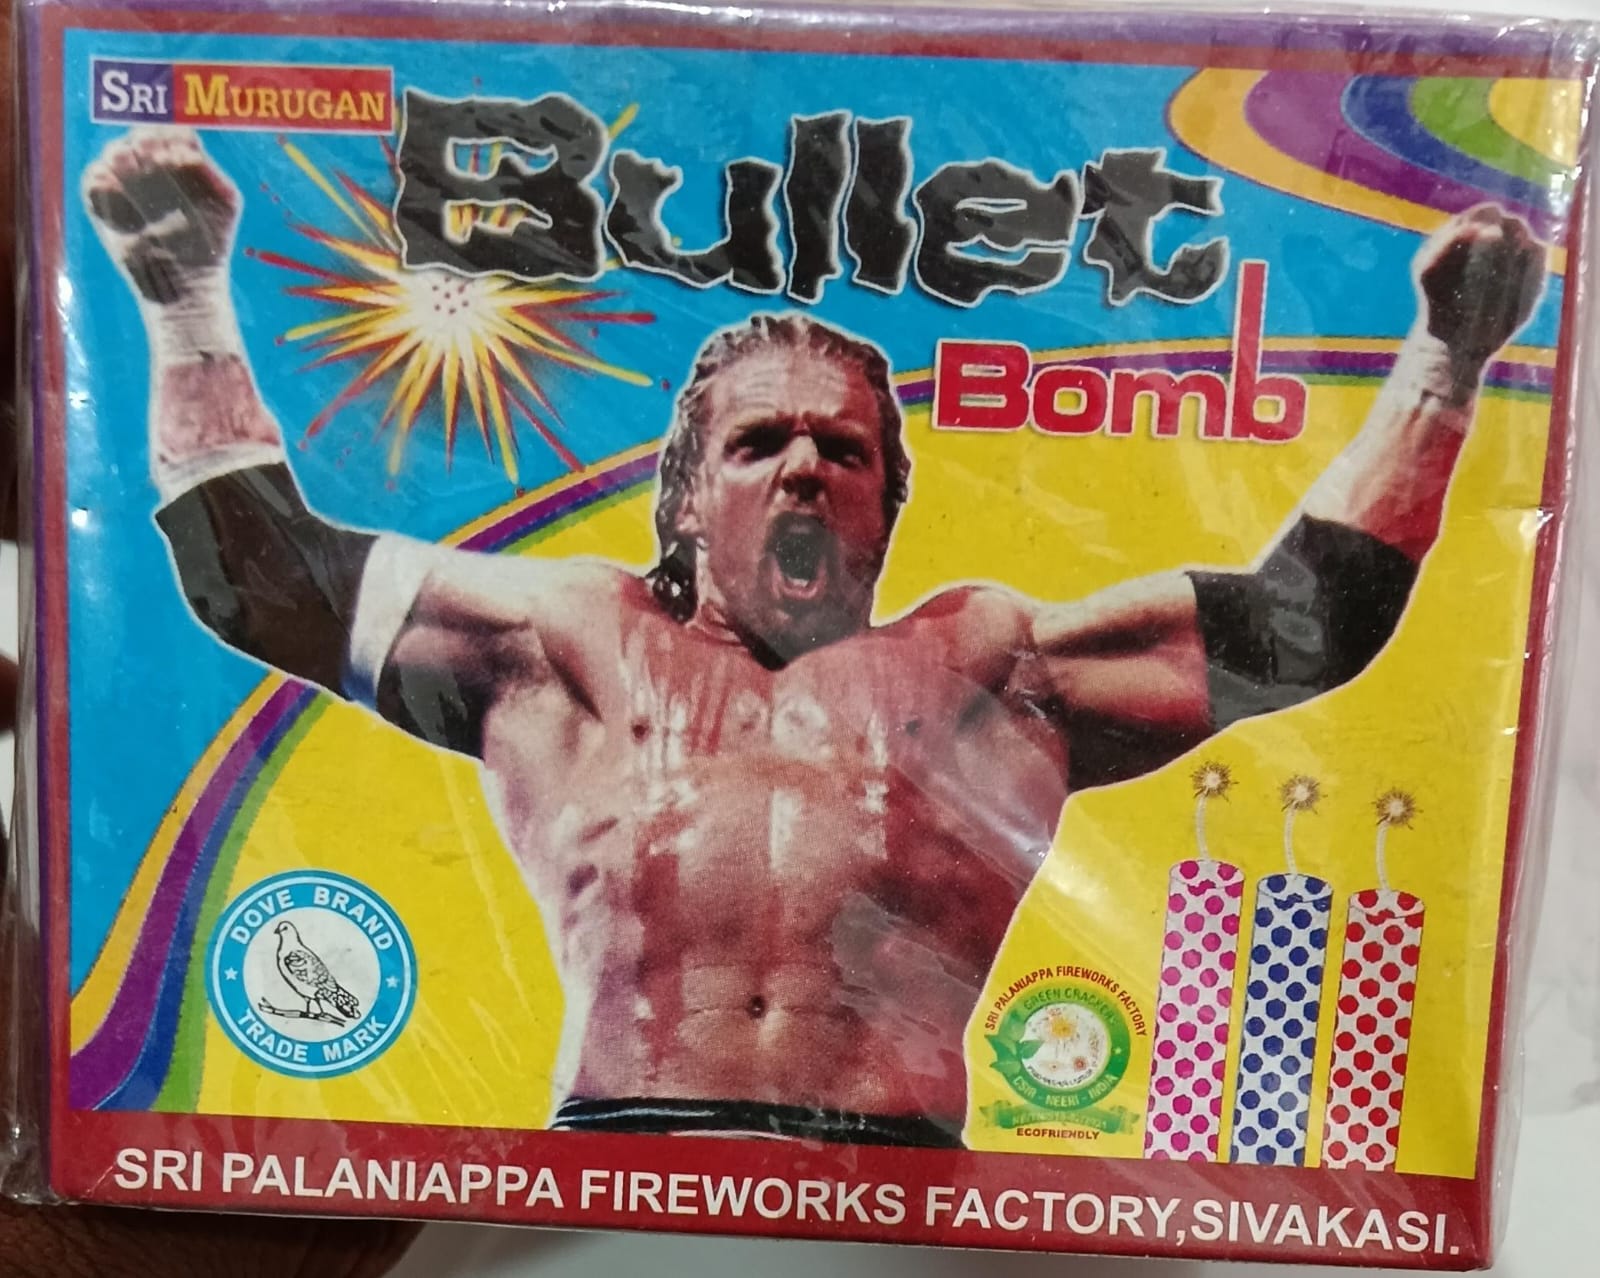 SRI MURUGAN
Bullet
Bomb
DOVE BRAND
TRADE MARK
SRI PALANIAPPA FIREWORKS FACTORY
GREEN CRACKERS
CSIR - NEERI - INDIA
ECOFRIENDLY
SRI PALANIAPPA FIREWORKS FACTORY,SIVAKASI.